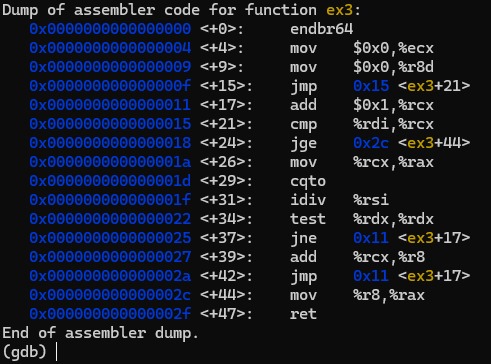 Dump of assembler code for function ex3:
   0x0000000000000000 <+0>:     endbr64
   0x0000000000000004 <+4>:     mov    $0x0,%ecx
   0x0000000000000009 <+9>:     mov    $0x0,%r8d
   0x000000000000000f <+15>:    jmp    0x15 <ex3+21>
   0x0000000000000011 <+17>:    add    $0x1,%rcx
   0x0000000000000015 <+21>:    cmp    %rdi,%rcx
   0x0000000000000018 <+24>:    jge    0x2c <ex3+44>
   0x000000000000001a <+26>:    mov    %rcx,%rax
   0x000000000000001d <+29>:    cqto
   0x000000000000001f <+31>:    idiv   %rsi
   0x0000000000000022 <+34>:    test   %rdx,%rdx
   0x0000000000000025 <+37>:    jne    0x11 <ex3+17>
   0x0000000000000027 <+39>:    add    %rcx,%r8
   0x000000000000002a <+42>:    jmp    0x11 <ex3+17>
   0x000000000000002c <+44>:    mov    %r8,%rax
   0x000000000000002f <+47>:    ret
End of assembler dump.
(gdb)